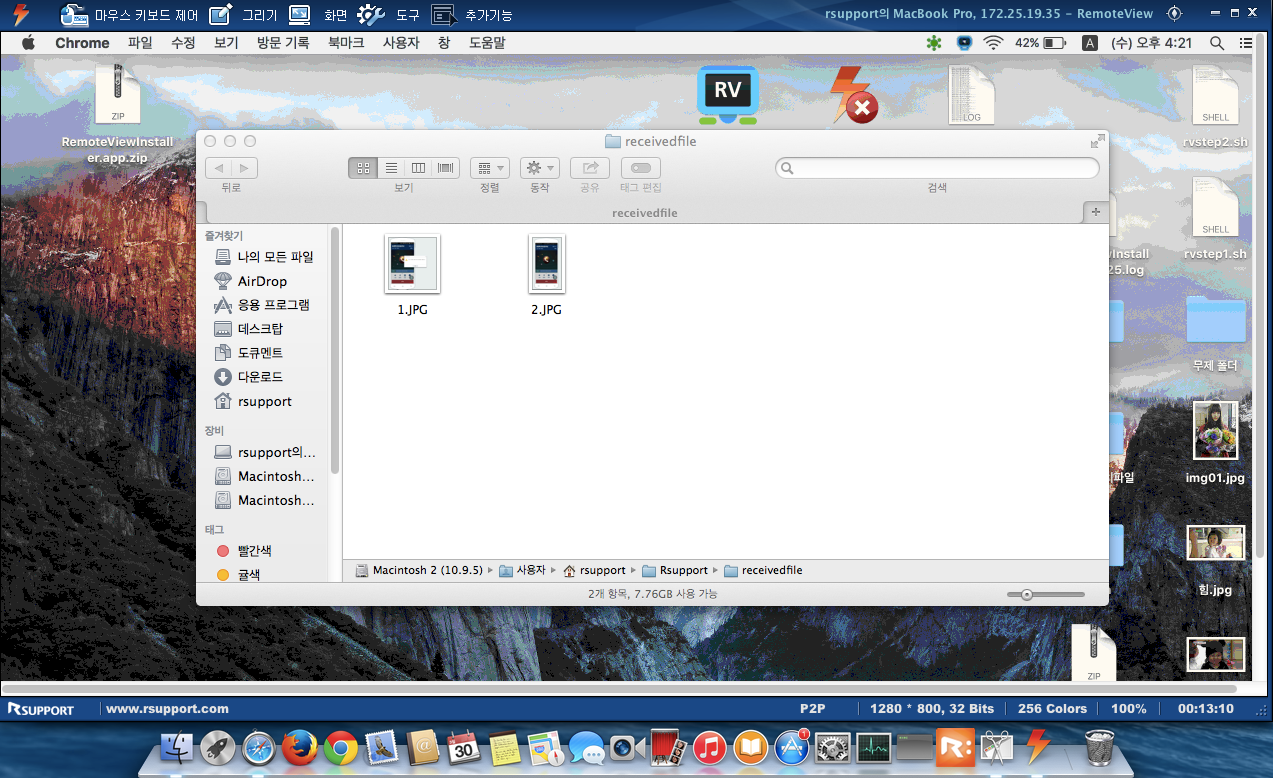 마우스 키보드 제어 그리기 화면 도구 추가기능 rsupport의 MacBook Pro, 172.25.19.35 – RemoteView
Chrome 파일 수정 보기 방문 기록 북마크 사용자 창 도움말 42% A (수) 오후 4:21
ZIP
RemoteViewInstall
er.app.zip
RV
LOG
SHELL
rvstep2.sh
receivedfile
뒤로 보기 정렬 동작 공유 태그 편집 검색
receivedfile
즐겨찾기
나의 모든 파일
AirDrop
응용 프로그램
데스크탑
도큐멘트
다운로드
rsupport
장비
rsupport의...
Macintosh...
Macintosh...
태그
빨간색
귤색
1.JPG 2.JPG
SHELL
rvstep1.sh
25.log
무제 폴더
파일
img01.jpg
힘.jpg
ZIP
Macintosh 2 (10.9.5) 사용자 rsupport Rsupport receivedfile
2개 항목, 7.76GB 사용 가능
RSUPPORT www.rsupport.com P2P 1280 * 800, 32 Bits 256 Colors 100% 00:13:10
30
1